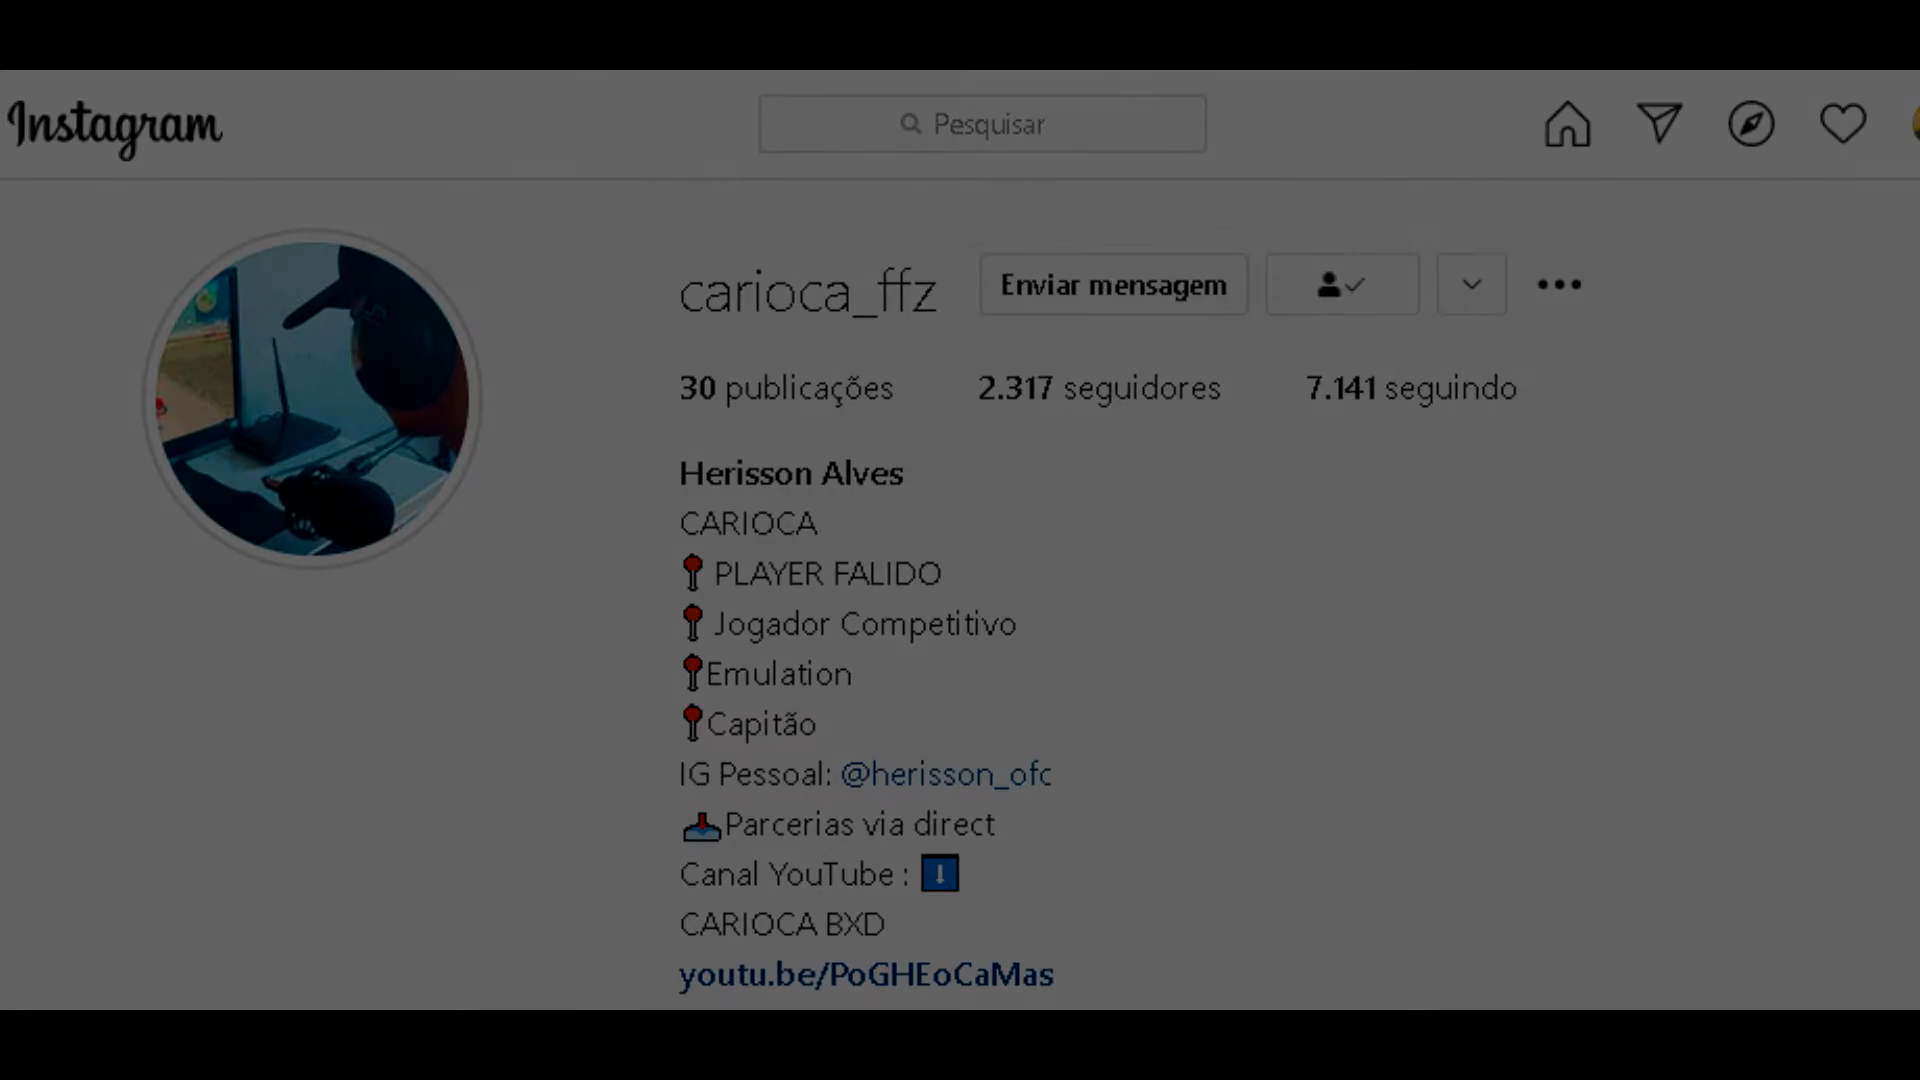 Instagram
Pesquisar
carioca_ffz
Enviar mensagem
30 publicações 2.317 seguidores 7.141 seguindo
Herisson Alves
CARIOCA
📍 PLAYER FALIDO
📍 Jogador Competitivo
📍Emulation
📍Capitão
IG Pessoal: @herisson_ofc
📥Parcerias via direct
Canal YouTube : ⬇️
CARIOCA BXD
youtu.be/PoGHEoCaMas